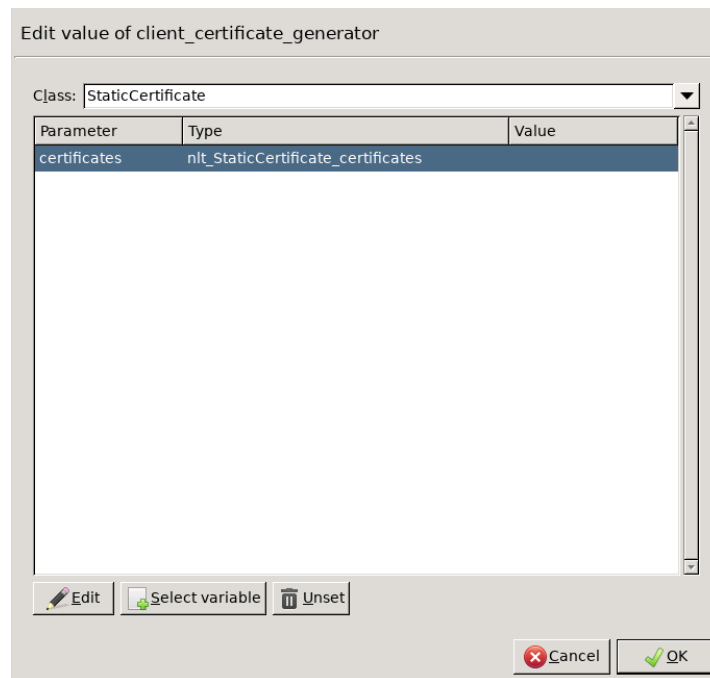 Edit value of client_certificate_generator
Class: StaticCertificate
Parameter Type Value
certificates nlt_StaticCertificate_certificates
Edit Select variable Unset
Cancel OK